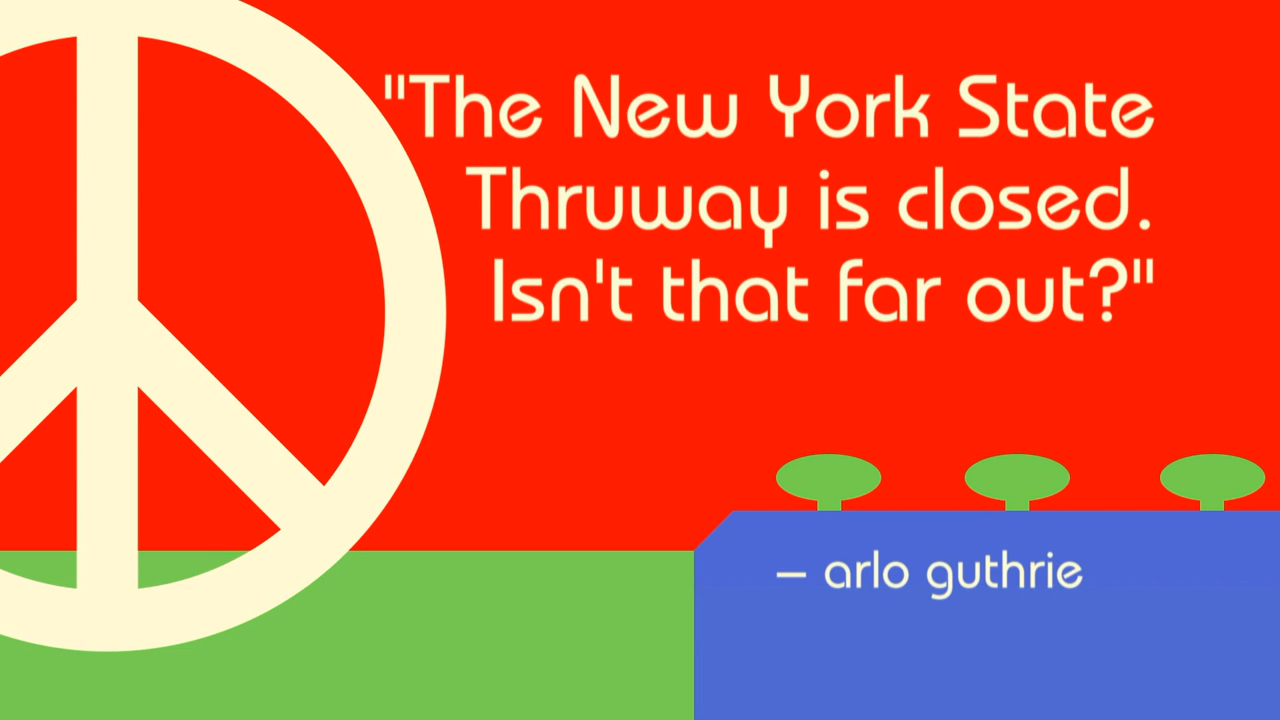 "The New York State
Thruway is closed.
Isn't that far out?"
– arlo guthrie